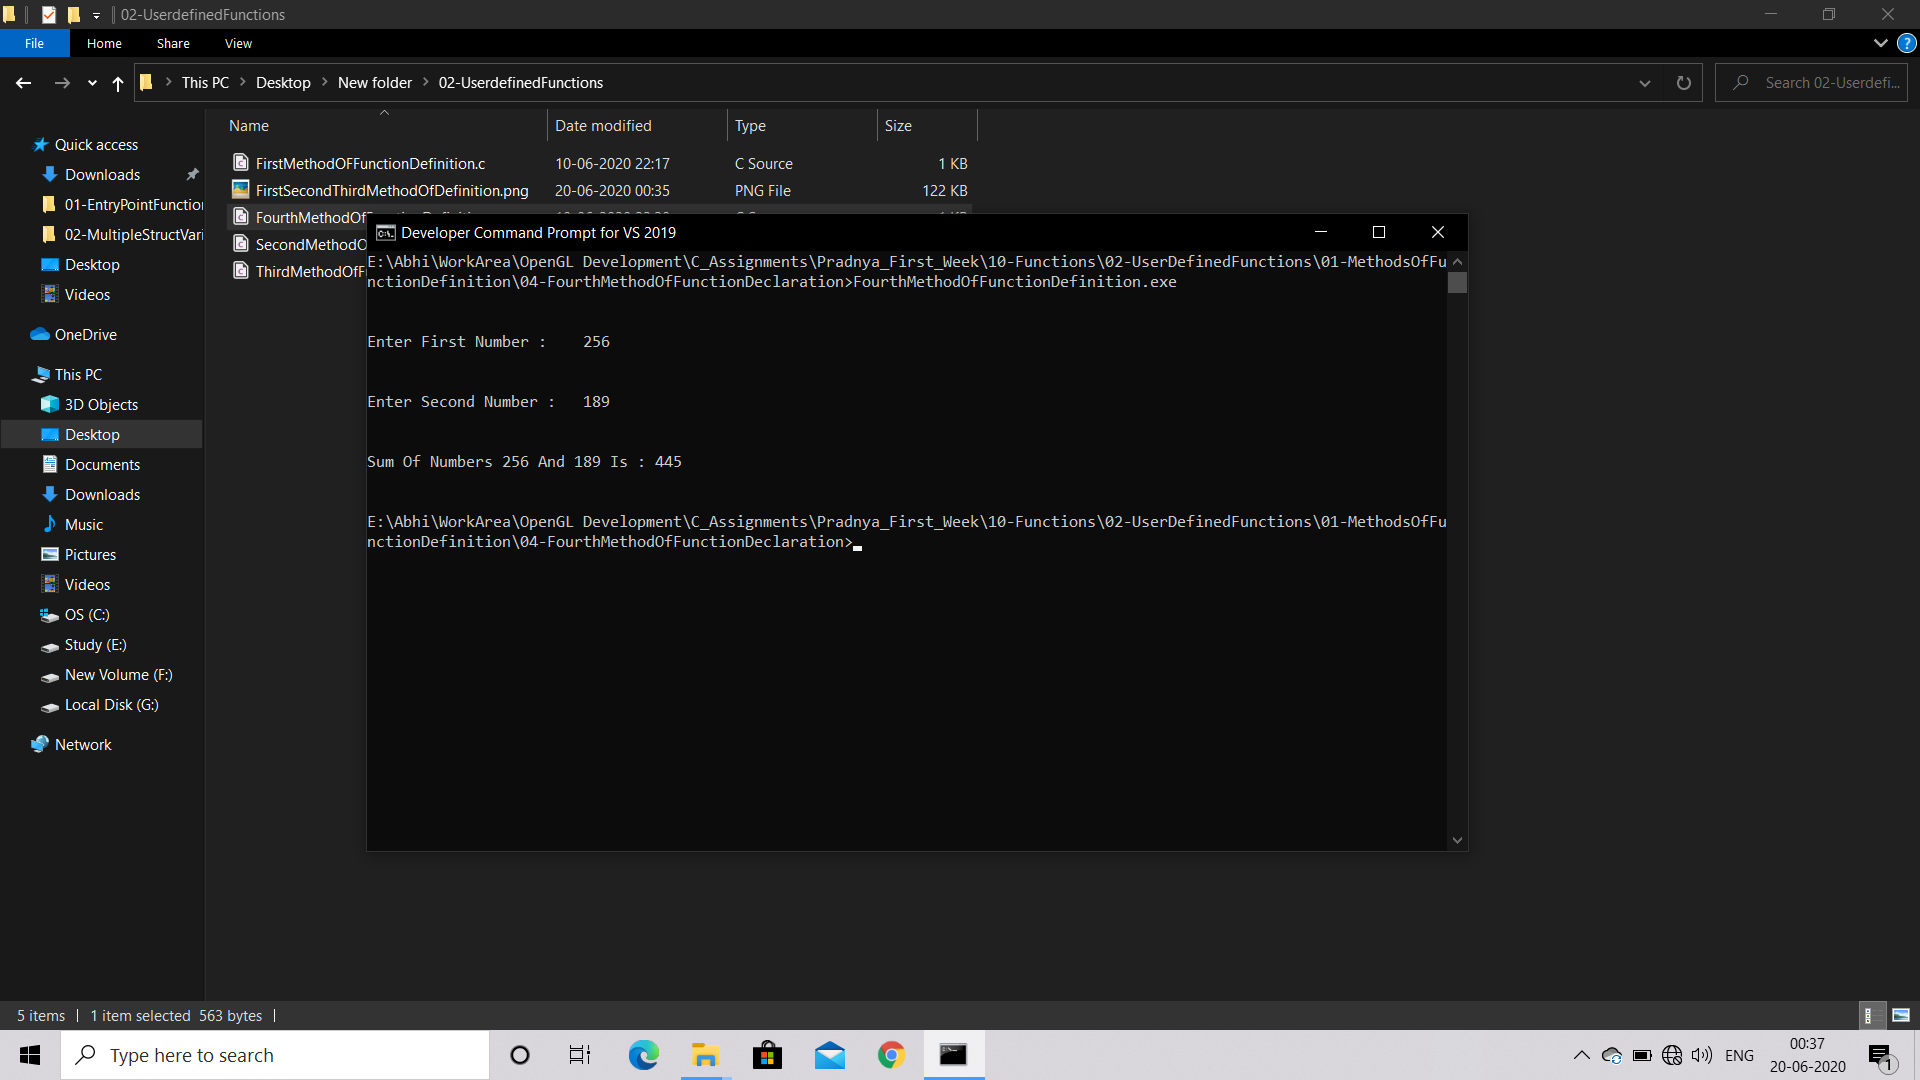 02-UserdefinedFunctions
File Home Share View
This PC Desktop New folder 02-UserdefinedFunctions
Search 02-Userdefi...
Name Date modified Type Size
FirstMethodOFFunctionDefinition.c 10-06-2020 22:17 C Source 1 KB
FirstSecondThirdMethodOfDefinition.png 20-06-2020 00:35 PNG File 122 KB
FourthMethodOf
SecondMethodO
ThirdMethodOfF
Quick access
Downloads
01-EntryPointFunction
02-MultipleStructVari
Desktop
Videos
OneDrive
This PC
3D Objects
Desktop
Documents
Downloads
Music
Pictures
Videos
OS (C:)
Study (E:)
New Volume (F:)
Local Disk (G:)
Network
Developer Command Prompt for VS 2019
E:\Abhi\WorkArea\OpenGL Development\C_Assignments\Pradnya_First_Week\10-Functions\02-UserDefinedFunctions\01-MethodsOfFu
nctionDefinition\04-FourthMethodOfFunctionDeclaration>FourthMethodOfFunctionDefinition.exe
Enter First Number : 256
Enter Second Number : 189
Sum Of Numbers 256 And 189 Is : 445
E:\Abhi\WorkArea\OpenGL Development\C_Assignments\Pradnya_First_Week\10-Functions\02-UserDefinedFunctions\01-MethodsOfFu
nctionDefinition\04-FourthMethodOfFunctionDeclaration>
5 items 1 item selected 563 bytes
Type here to search
ENG
00:37
20-06-2020
1